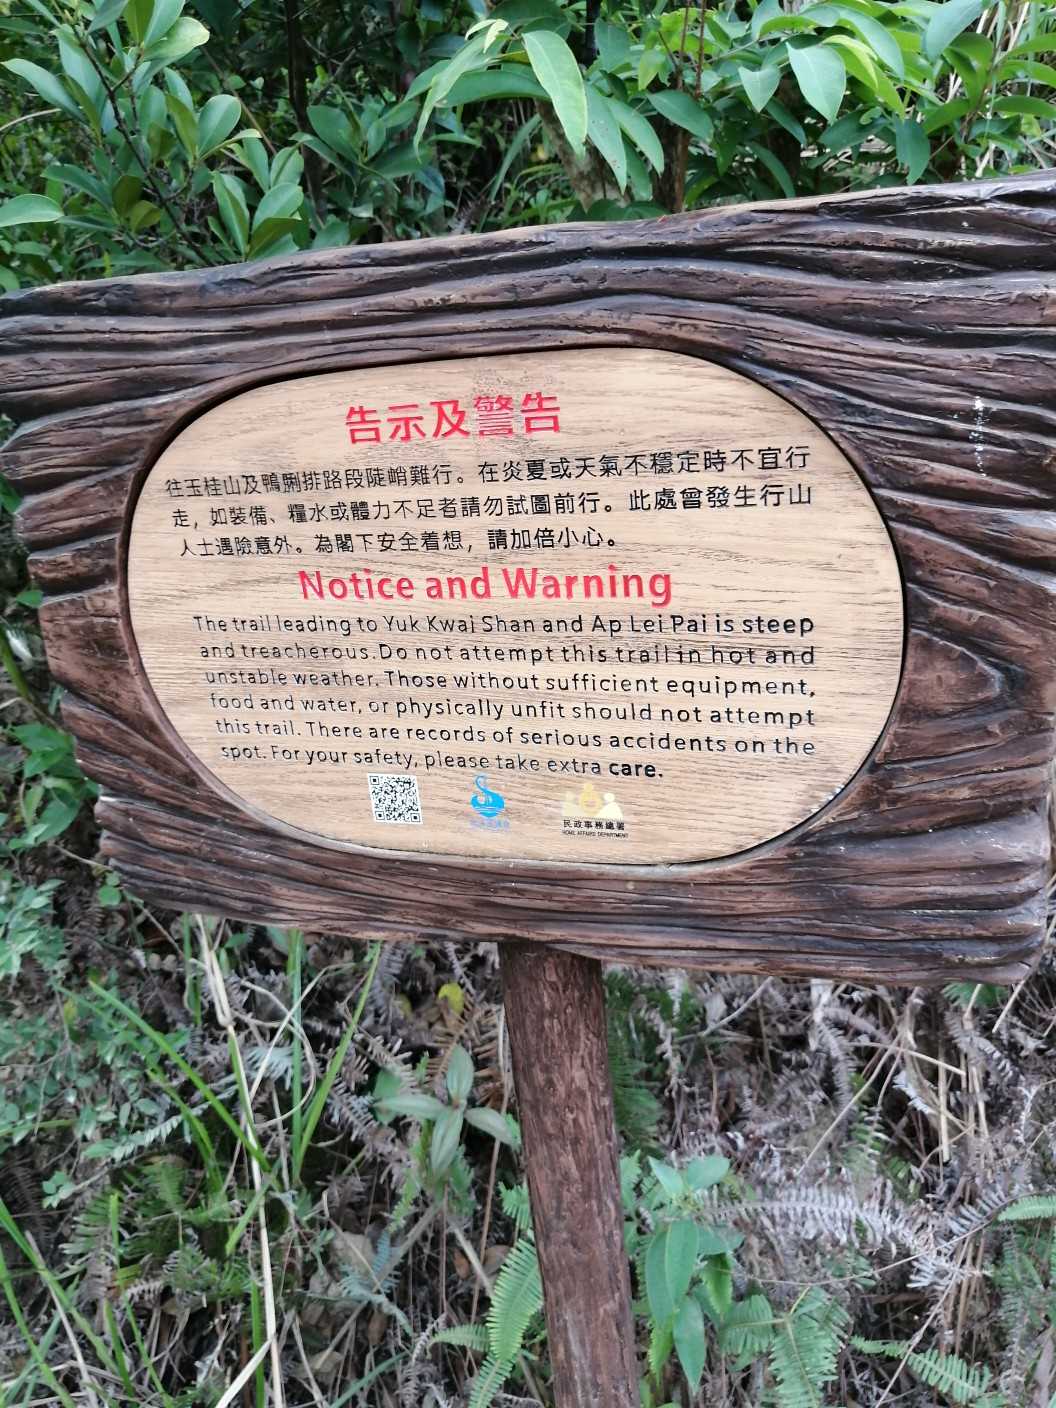 告示及警告
往玉桂山及鴨脷排路段陡峭難行。在炎夏或天氣不穩定時不宜行
走，如裝備、糧水或體力不足者請勿試圖前行。此處曾發生行山
人士遇險意外。為閣下安全着想，請加倍小心。
Notice and Warning
The trail leading to Yuk Kwai Shan and Ap Lei Pai is steep
and treacherous. Do not attempt this trail in hot and
unstable weather. Those without sufficient equipment,
food and water, or physically unfit should not attempt
this trail. There are records of serious accidents on the
spot. For your safety, please take extra care.
民政事務總署
HOME AFFAIRS DEPARTMENT